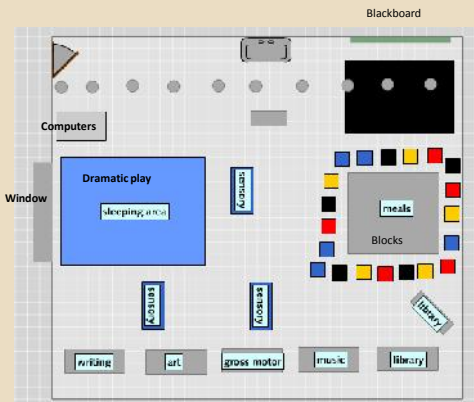 Blackboard
Computers
Dramatic play
sensory
Window
sleeping area
meals
Blocks
sensory
sensory
library
writing
art
gross motor
music
library